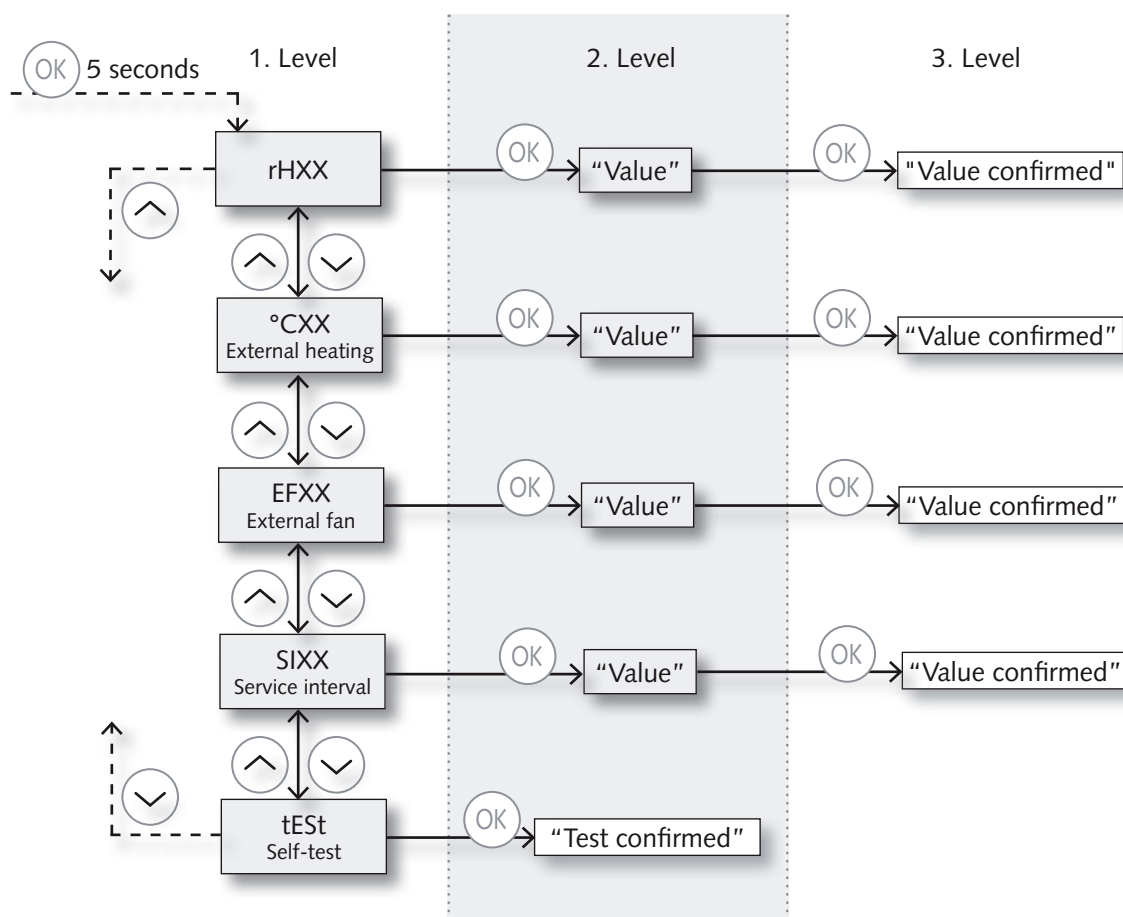 1. Level
2. Level
3. Level
OK 5 seconds
rHXX
OK
“Value”
OK
"Value confirmed"
°CXX
External heating
OK
“Value”
OK
“Value confirmed”
EFXX
External fan
OK
“Value”
OK
“Value confirmed”
SIXX
Service interval
OK
“Value”
OK
“Value confirmed”
tESt
Self-test
OK
“Test confirmed”